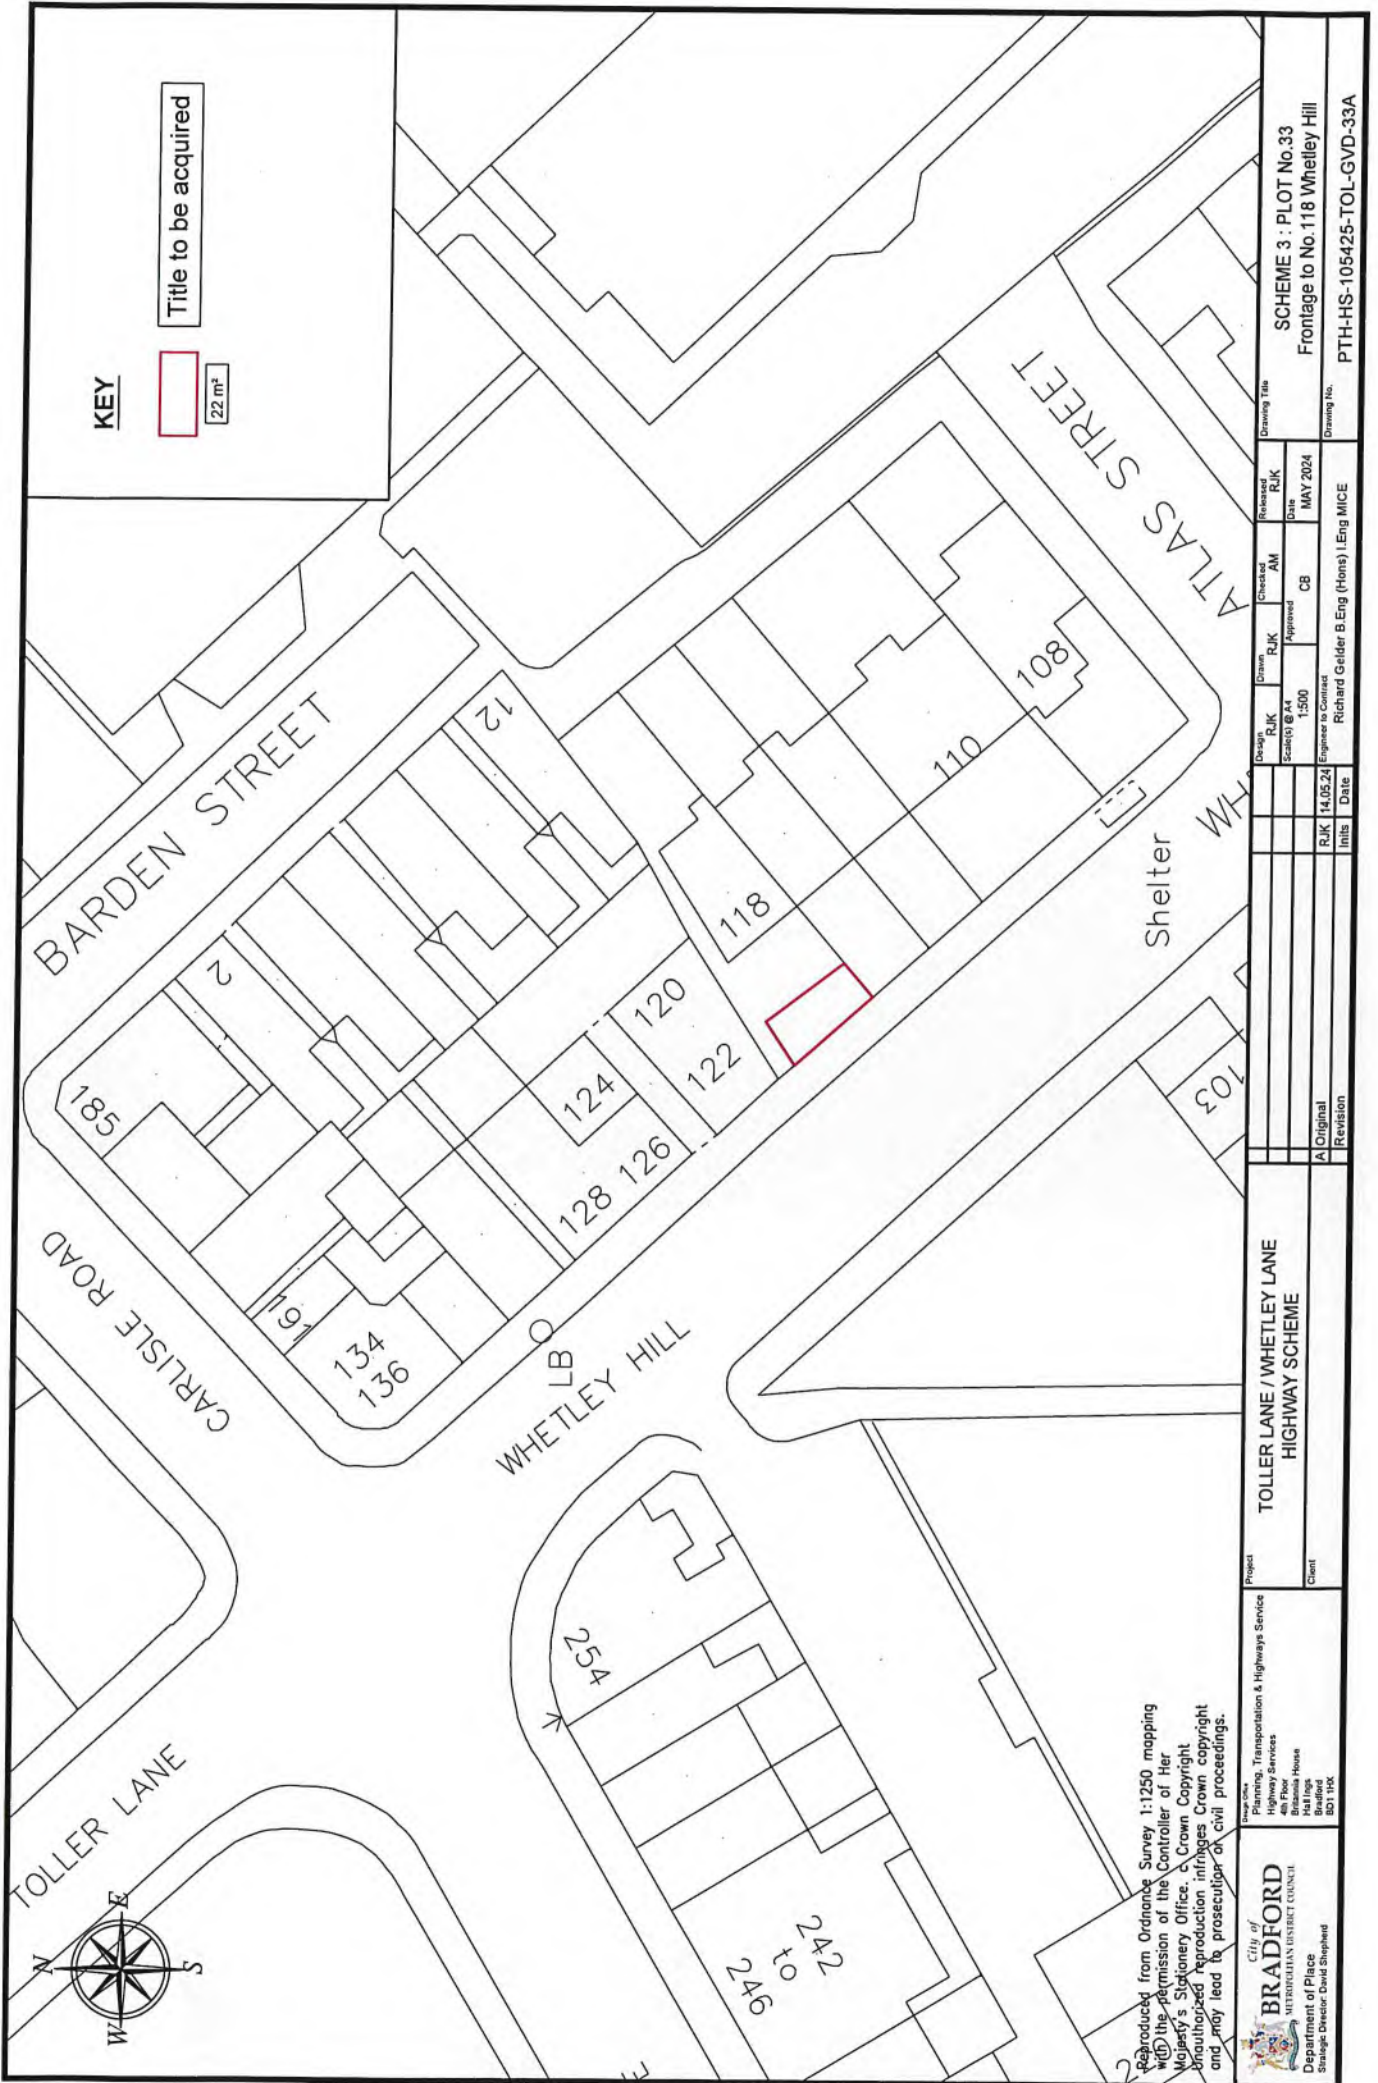 KEY
Title to be acquired
22 m²
BARDEN STREET
CARLISLE ROAD
TOLLER LANE
WHETLEY HILL
ATLAS STREET
Shelter
LB
185
2
12
161
134
136
128
126
124
122
120
118
110
108
103
254
246
to
242
N
E
S
W
Reproduced from Ordnance Survey 1:1250 mapping
with the permission of the Controller of Her
Majesty's Stationery Office. c Crown Copyright
Unauthorized reproduction infringes Crown copyright
and may lead to prosecution or civil proceedings.
City of
BRADFORD
METROPOLITAN DISTRICT COUNCIL
Department of Place
Strategic Director: David Shepherd
Design Office
Planning, Transportation & Highways Service
Highway Services
4th Floor
Britannia House
Hall Ings
Bradford
BD1 1HX
Project
TOLLER LANE / WHETLEY LANE
HIGHWAY SCHEME
Client
A Original RJK 14.05.24
Revision Inits Date
Design RJK
Drawn RJK
Checked AM
Released RJK
Scale(s) @ A4 1:500
Approved CB
Date MAY 2024
Engineer to Contract
Richard Gelder B.Eng (Hons) I.Eng MICE
Drawing Title
SCHEME 3 : PLOT No.33
Frontage to No.118 Whetley Hill
Drawing No.
PTH-HS-105425-TOL-GVD-33A